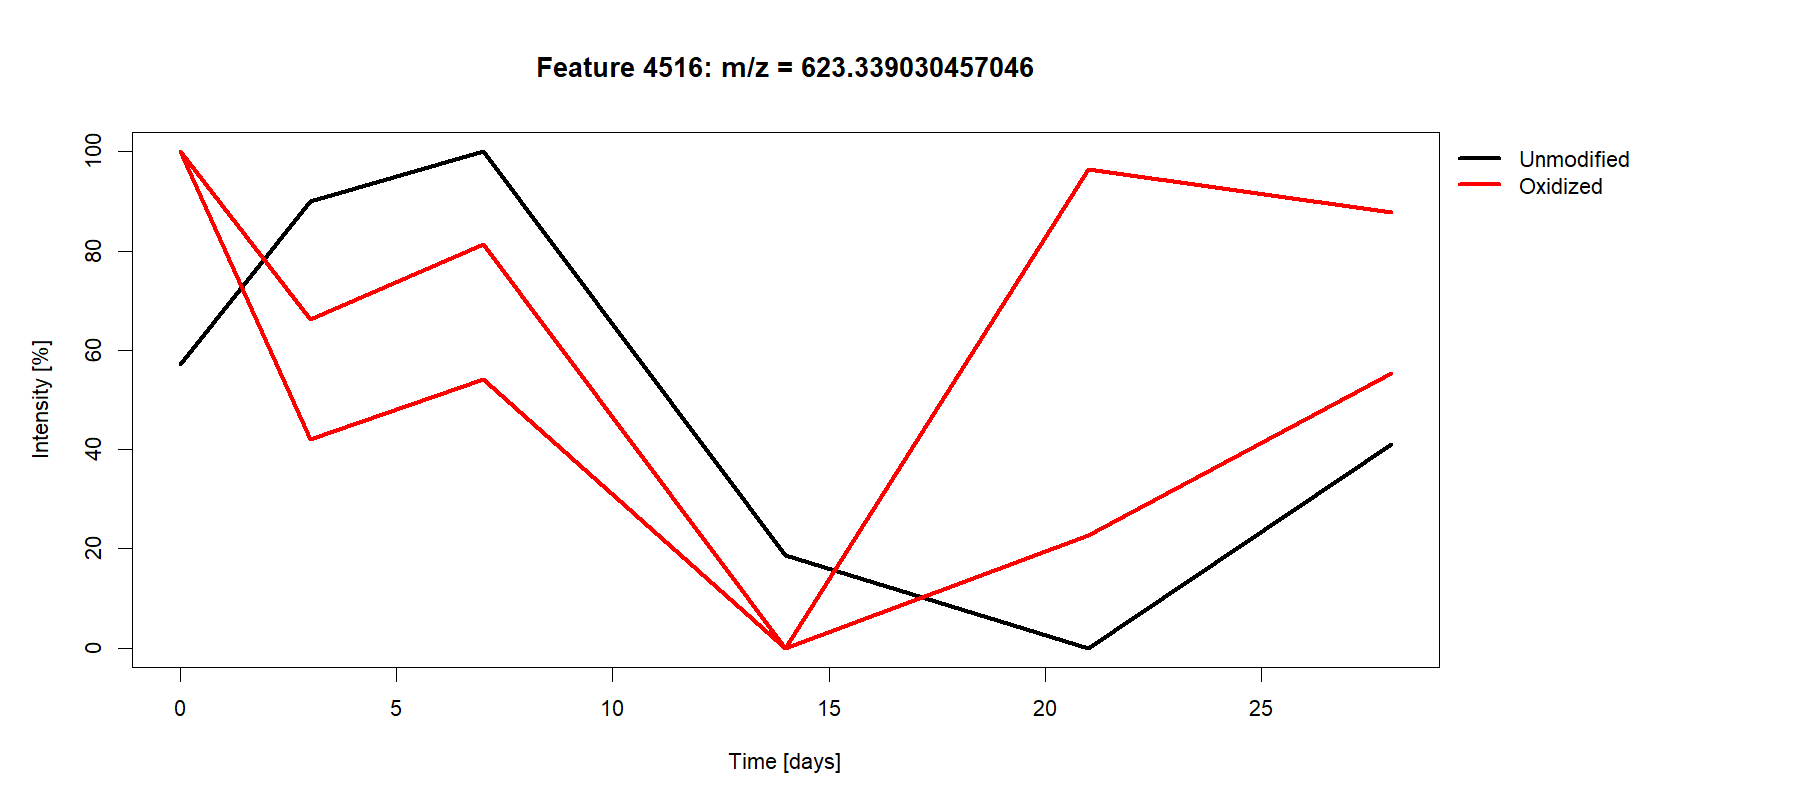 Feature 4516: m/z = 623.339030457046
Unmodified
Oxidized
Intensity [%]
100
80
60
40
20
0
0 5 10 15 20 25
Time [days]